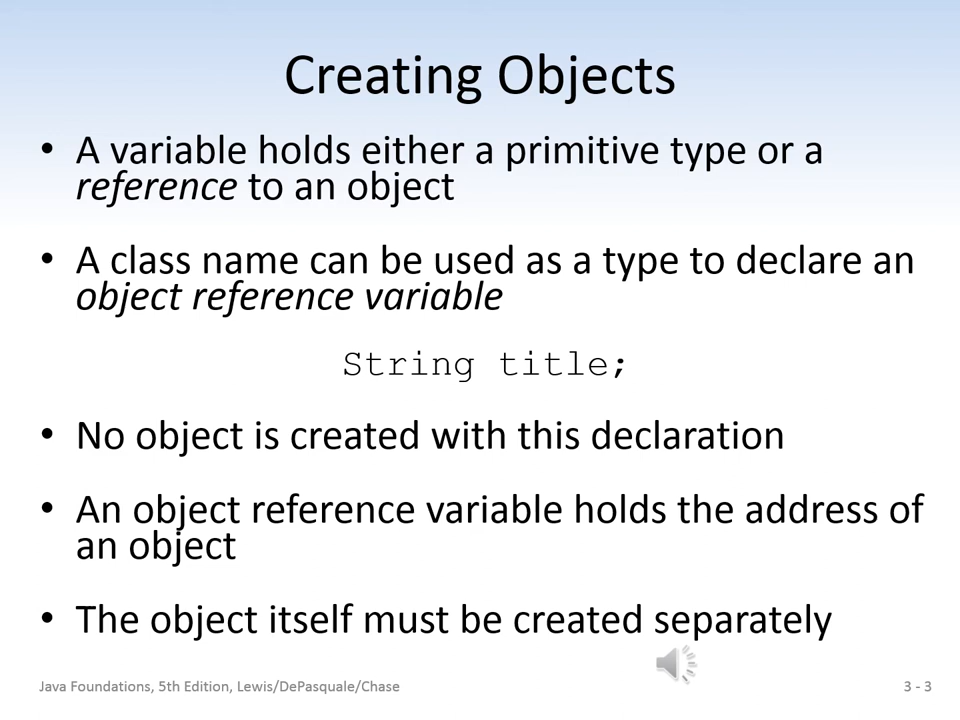 Creating Objects
• A variable holds either a primitive type or a
reference to an object
• A class name can be used as a type to declare an
object reference variable
String title;
• No object is created with this declaration
• An object reference variable holds the address of
an object
• The object itself must be created separately
Java Foundations, 5th Edition, Lewis/DePasquale/Chase
3 - 3